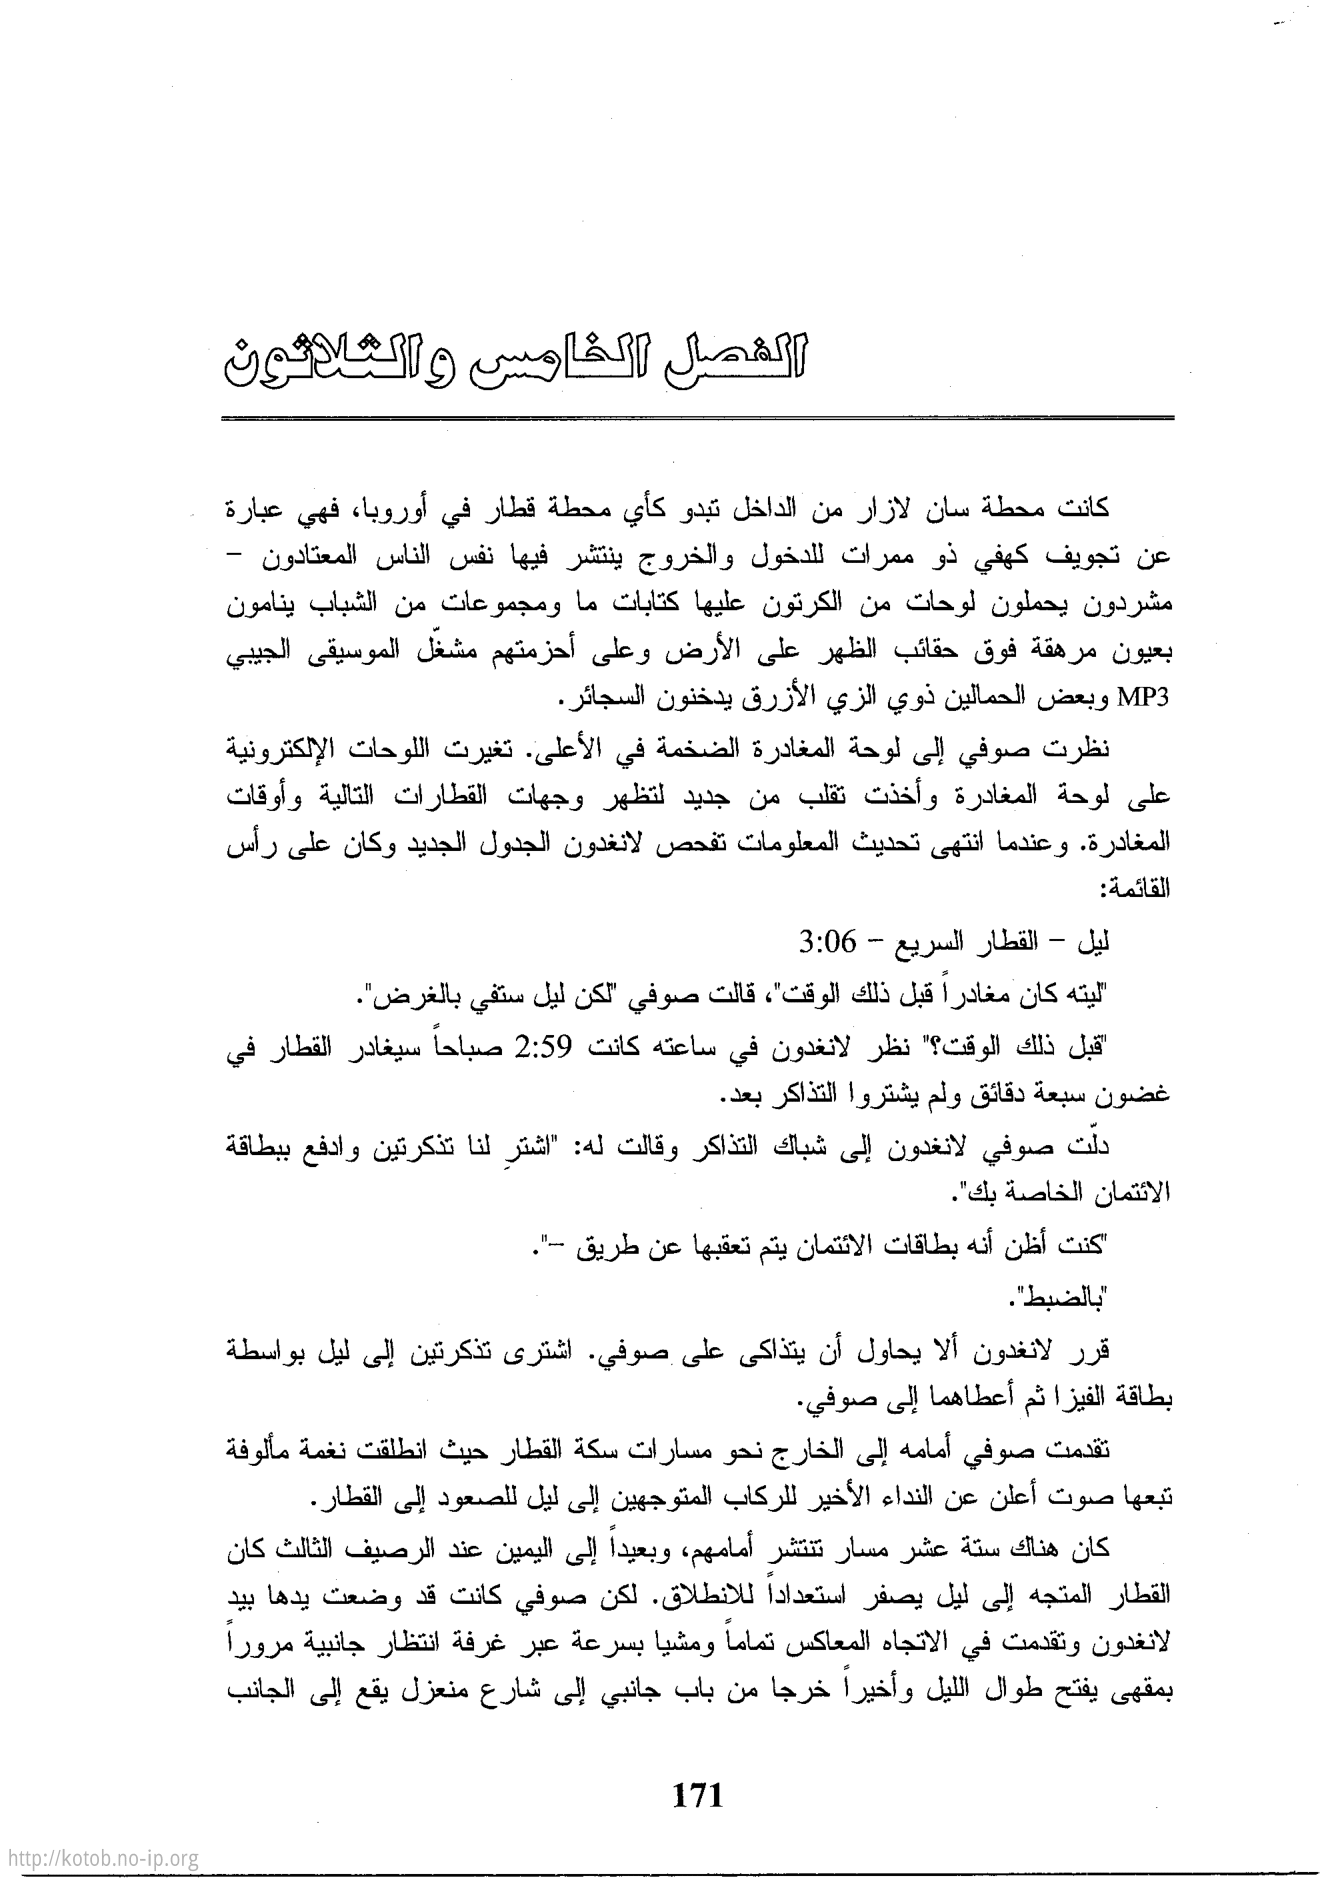 الفصل الخامس والثلاثون
كانت محطة سان لازار من الداخل تبدو كأي محطة قطار في أوروبا، فهي عبارة
عن تجويف كهفي ذو ممرات للدخول والخروج ينتشر فيها نفس الناس المعتادون –
مشردون يحملون لوحات من الكرتون عليها كتابات ما ومجموعات من الشباب ينامون
بعيون مرهقة فوق حقائب الظهر على الأرض وعلى أحزمتهم مشغّل الموسيقى الجيبي
MP3 وبعض الحمالين ذوي الزي الأزرق يدخنون السجائر.
نظرت صوفي إلى لوحة المغادرة الضخمة في الأعلى. تغيرت اللوحات الإلكترونية
على لوحة المغادرة وأخذت تقلب من جديد لتظهر وجهات القطارات التالية وأوقات
المغادرة. وعندما انتهى تحديث المعلومات تفحص لانغدون الجدول الجديد وكان على رأس
القائمة:
ليل – القطار السريع – 3:06
"ليته كان مغادراً قبل ذلك الوقت"، قالت صوفي "لكن ليل ستفي بالغرض".
"قبل ذلك الوقت؟" نظر لانغدون في ساعته كانت 2:59 صباحاً سيغادر القطار في
غضون سبعة دقائق ولم يشتروا التذاكر بعد.
دلّت صوفي لانغدون إلى شباك التذاكر وقالت له: "اشترِ لنا تذكرتين وادفع ببطاقة
الائتمان الخاصة بك".
"كنت أظن أنه بطاقات الائتمان يتم تعقبها عن طريق –".
"بالضبط".
قرر لانغدون ألا يحاول أن يتذاكى على صوفي. اشترى تذكرتين إلى ليل بواسطة
بطاقة الفيزا ثم أعطاهما إلى صوفي.
تقدمت صوفي أمامه إلى الخارج نحو مسارات سكة القطار حيث انطلقت نغمة مألوفة
تبعها صوت أعلن عن النداء الأخير للركاب المتوجهين إلى ليل للصعود إلى القطار.
كان هناك ستة عشر مسار تنتشر أمامهم، وبعيداً إلى اليمين عند الرصيف الثالث كان
القطار المتجه إلى ليل يصفر استعداداً للانطلاق. لكن صوفي كانت قد وضعت يدها بيد
لانغدون وتقدمت في الاتجاه المعاكس تماماً ومشيا بسرعة عبر غرفة انتظار جانبية مروراً
بمقهى يفتح طوال الليل وأخيراً خرجا من باب جانبي إلى شارع منعزل يقع إلى الجانب
171
http://kotob.no-ip.org